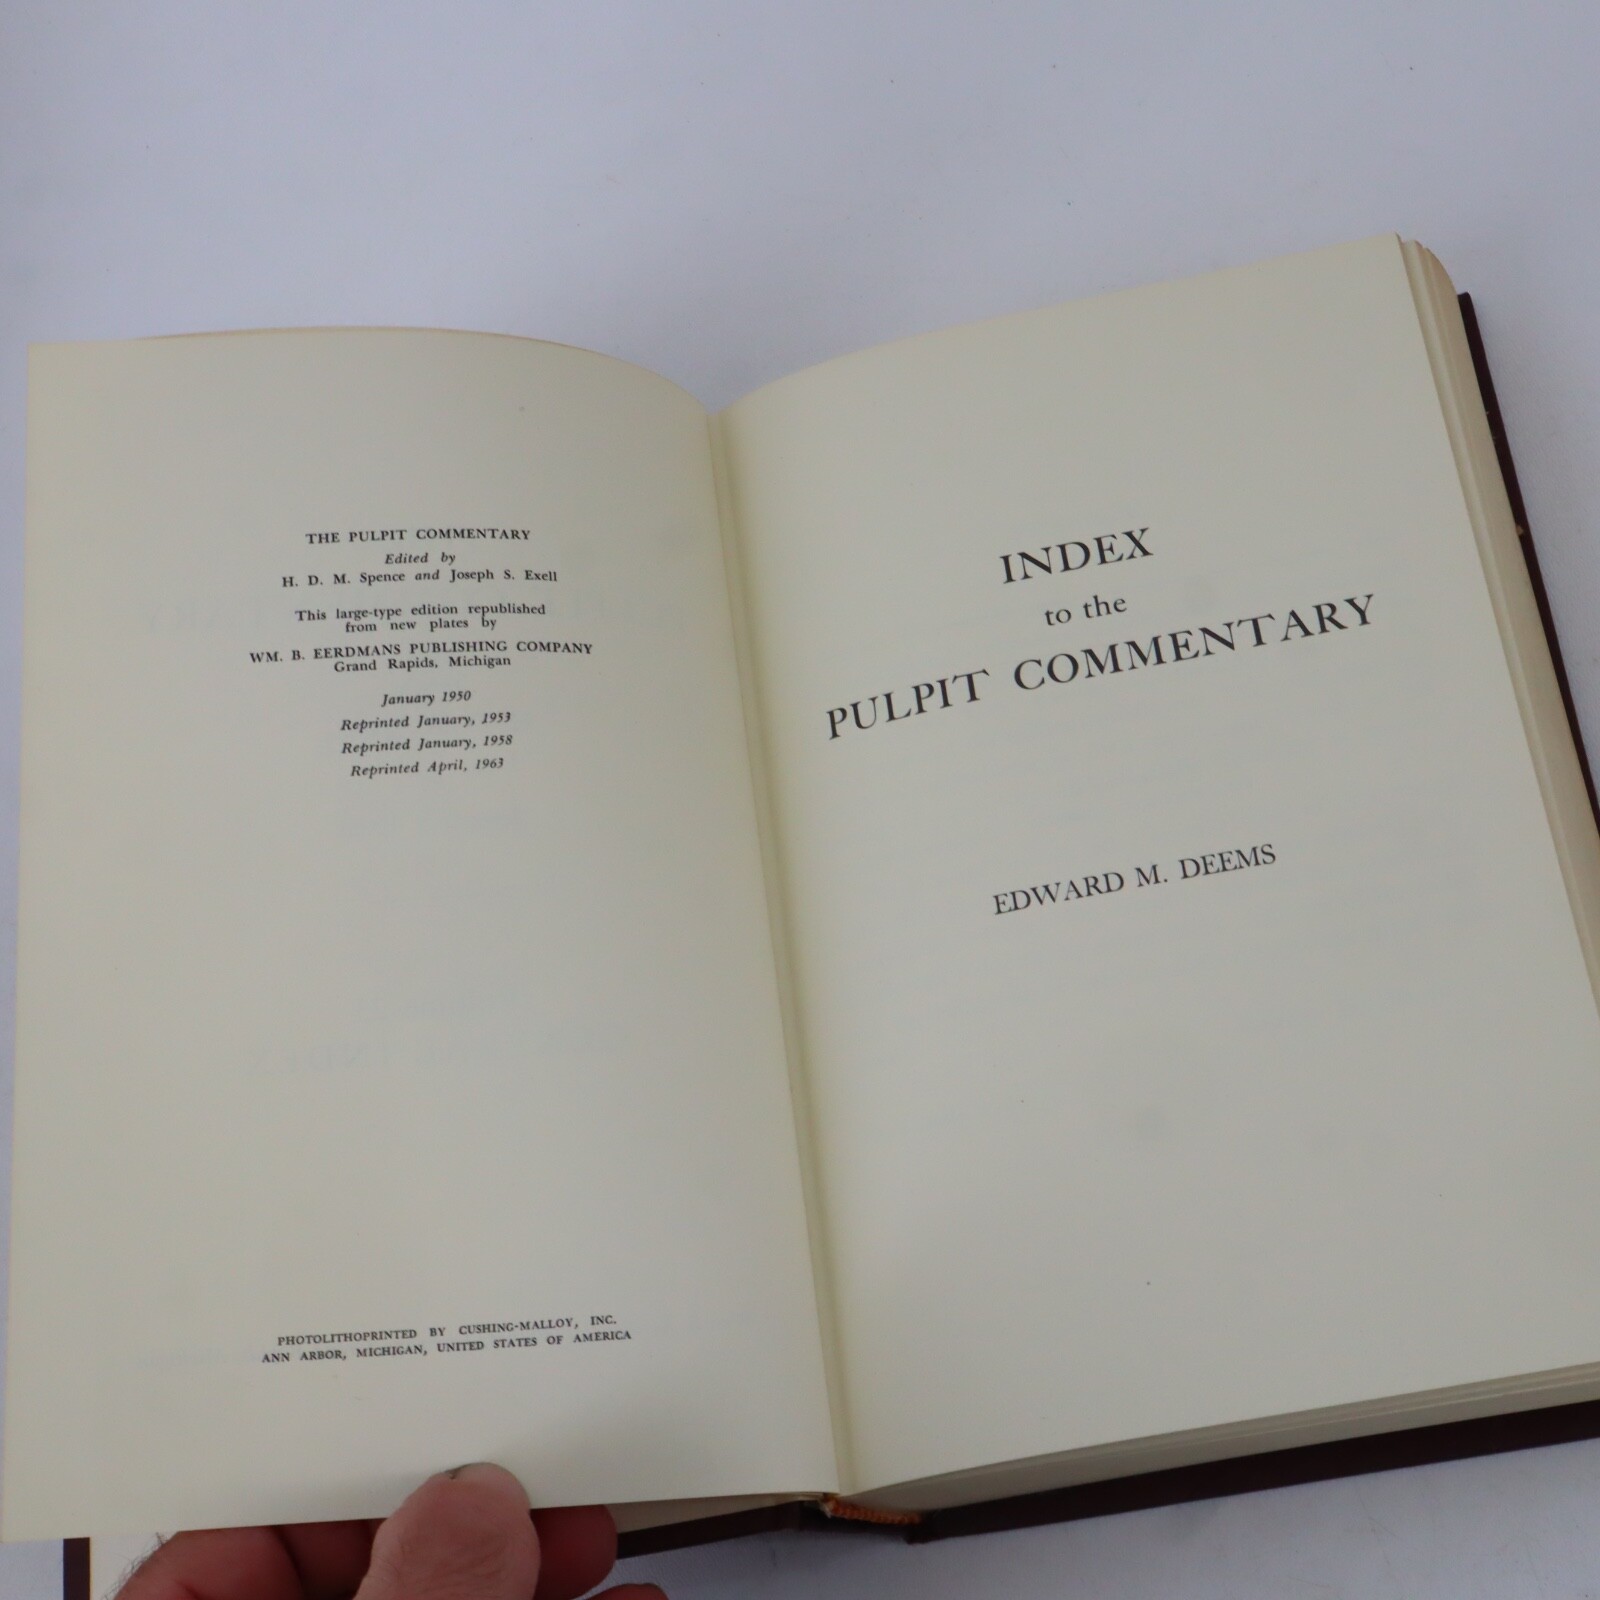 THE PULPIT COMMENTARY
Edited by
H. D. M. Spence and Joseph S. Exell
This large-type edition republished
from new plates by
WM. B. EERDMANS PUBLISHING COMPANY
Grand Rapids, Michigan
January 1950
Reprinted January, 1953
Reprinted January, 1958
Reprinted April, 1963
PHOTOLITHOPRINTED BY CUSHING-MALLOY, INC.
ANN ARBOR, MICHIGAN, UNITED STATES OF AMERICA
INDEX
to the
PULPIT COMMENTARY
EDWARD M. DEEMS